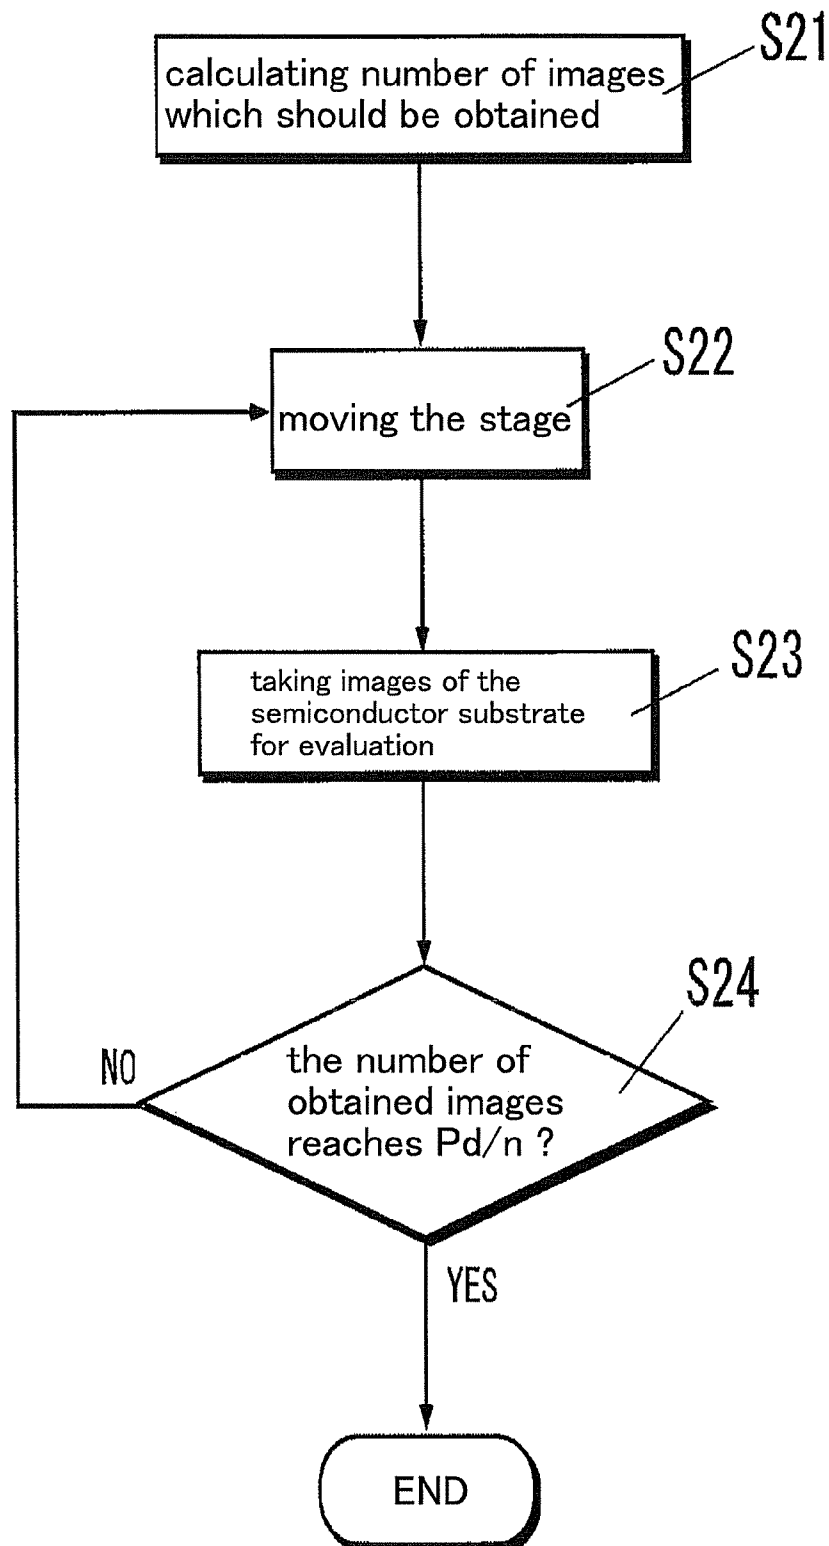 S21
calculating number of images
which should be obtained
S22
moving the stage
S23
taking images of the
semiconductor substrate
for evaluation
S24
NO
the number of
obtained images
reaches Pd/n ?
YES
END